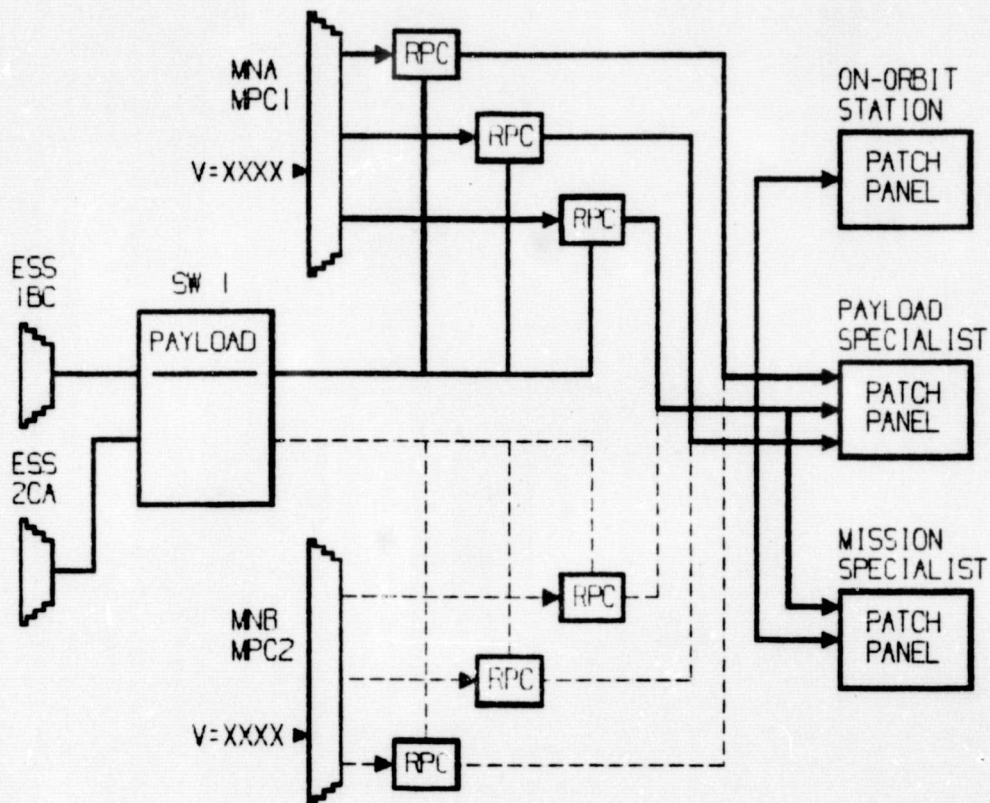 MNA
MPC1
V=XXXX
RPC
RPC
RPC
ON-ORBIT
STATION
PATCH
PANEL
ESS
1BC
SW 1
PAYLOAD
PAYLOAD
SPECIALIST
PATCH
PANEL
ESS
2CA
MNB
MPC2
V=XXXX
RPC
RPC
RPC
MISSION
SPECIALIST
PATCH
PANEL